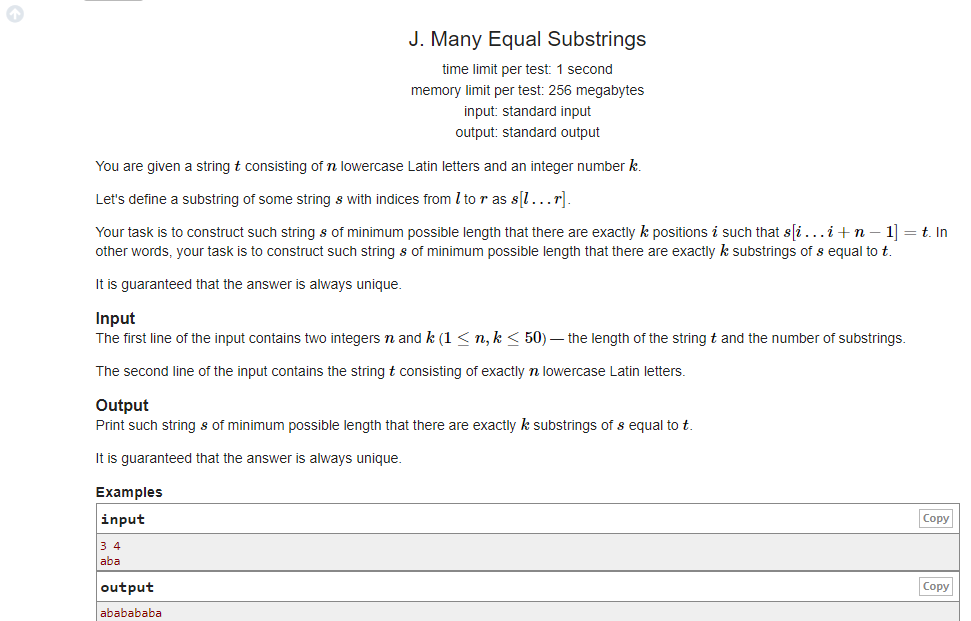 J. Many Equal Substrings
time limit per test: 1 second
memory limit per test: 256 megabytes
input: standard input
output: standard output
You are given a string t consisting of n lowercase Latin letters and an integer number k.
Let's define a substring of some string s with indices from l to r as s[l…r].
Your task is to construct such string s of minimum possible length that there are exactly k positions i such that s[i…i + n − 1] = t. In
other words, your task is to construct such string s of minimum possible length that there are exactly k substrings of s equal to t.
It is guaranteed that the answer is always unique.
Input
The first line of the input contains two integers n and k (1 ≤ n, k ≤ 50) — the length of the string t and the number of substrings.
The second line of the input contains the string t consisting of exactly n lowercase Latin letters.
Output
Print such string s of minimum possible length that there are exactly k substrings of s equal to t.
It is guaranteed that the answer is always unique.
Examples
input Copy
3 4
aba
output Copy
ababababa